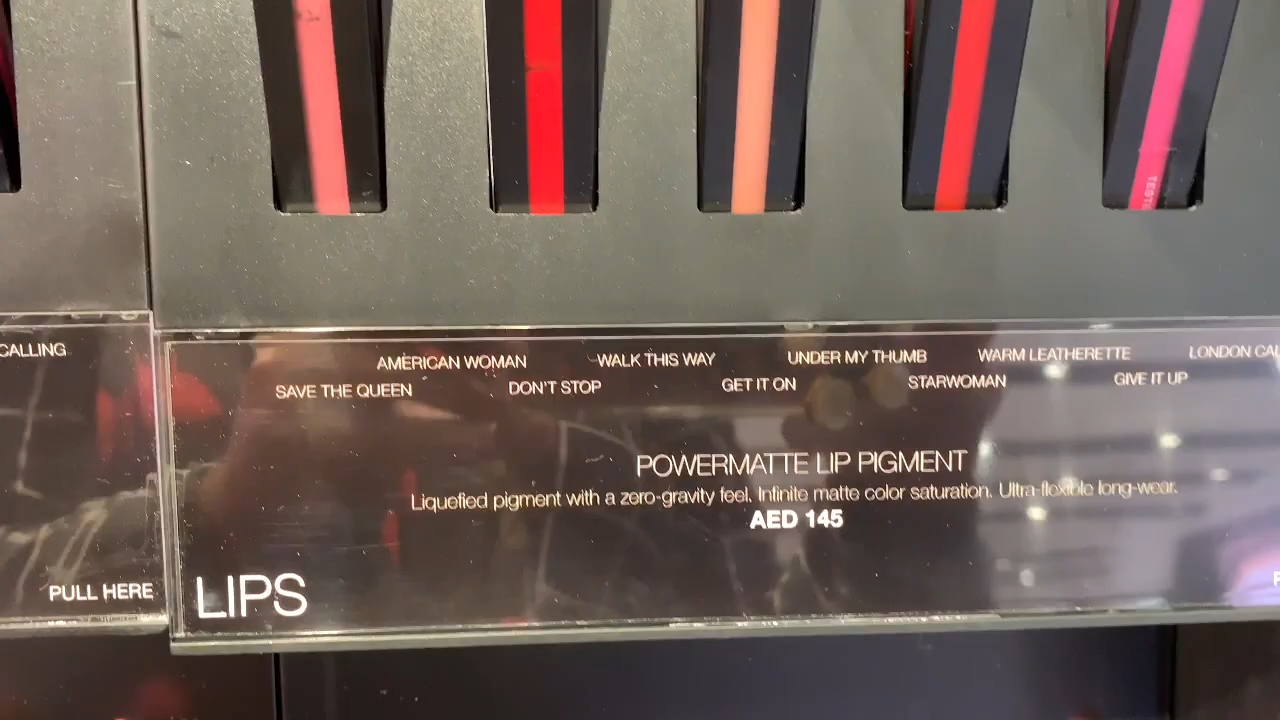 CALLING
AMERICAN WOMAN WALK THIS WAY UNDER MY THUMB WARM LEATHERETTE LONDON CAL
SAVE THE QUEEN DON'T STOP GET IT ON STARWOMAN GIVE IT UP
POWERMATTE LIP PIGMENT
Liquefied pigment with a zero-gravity feel. Infinite matte color saturation. Ultra-flexible long-wear.
AED 145
PULL HERE
LIPS